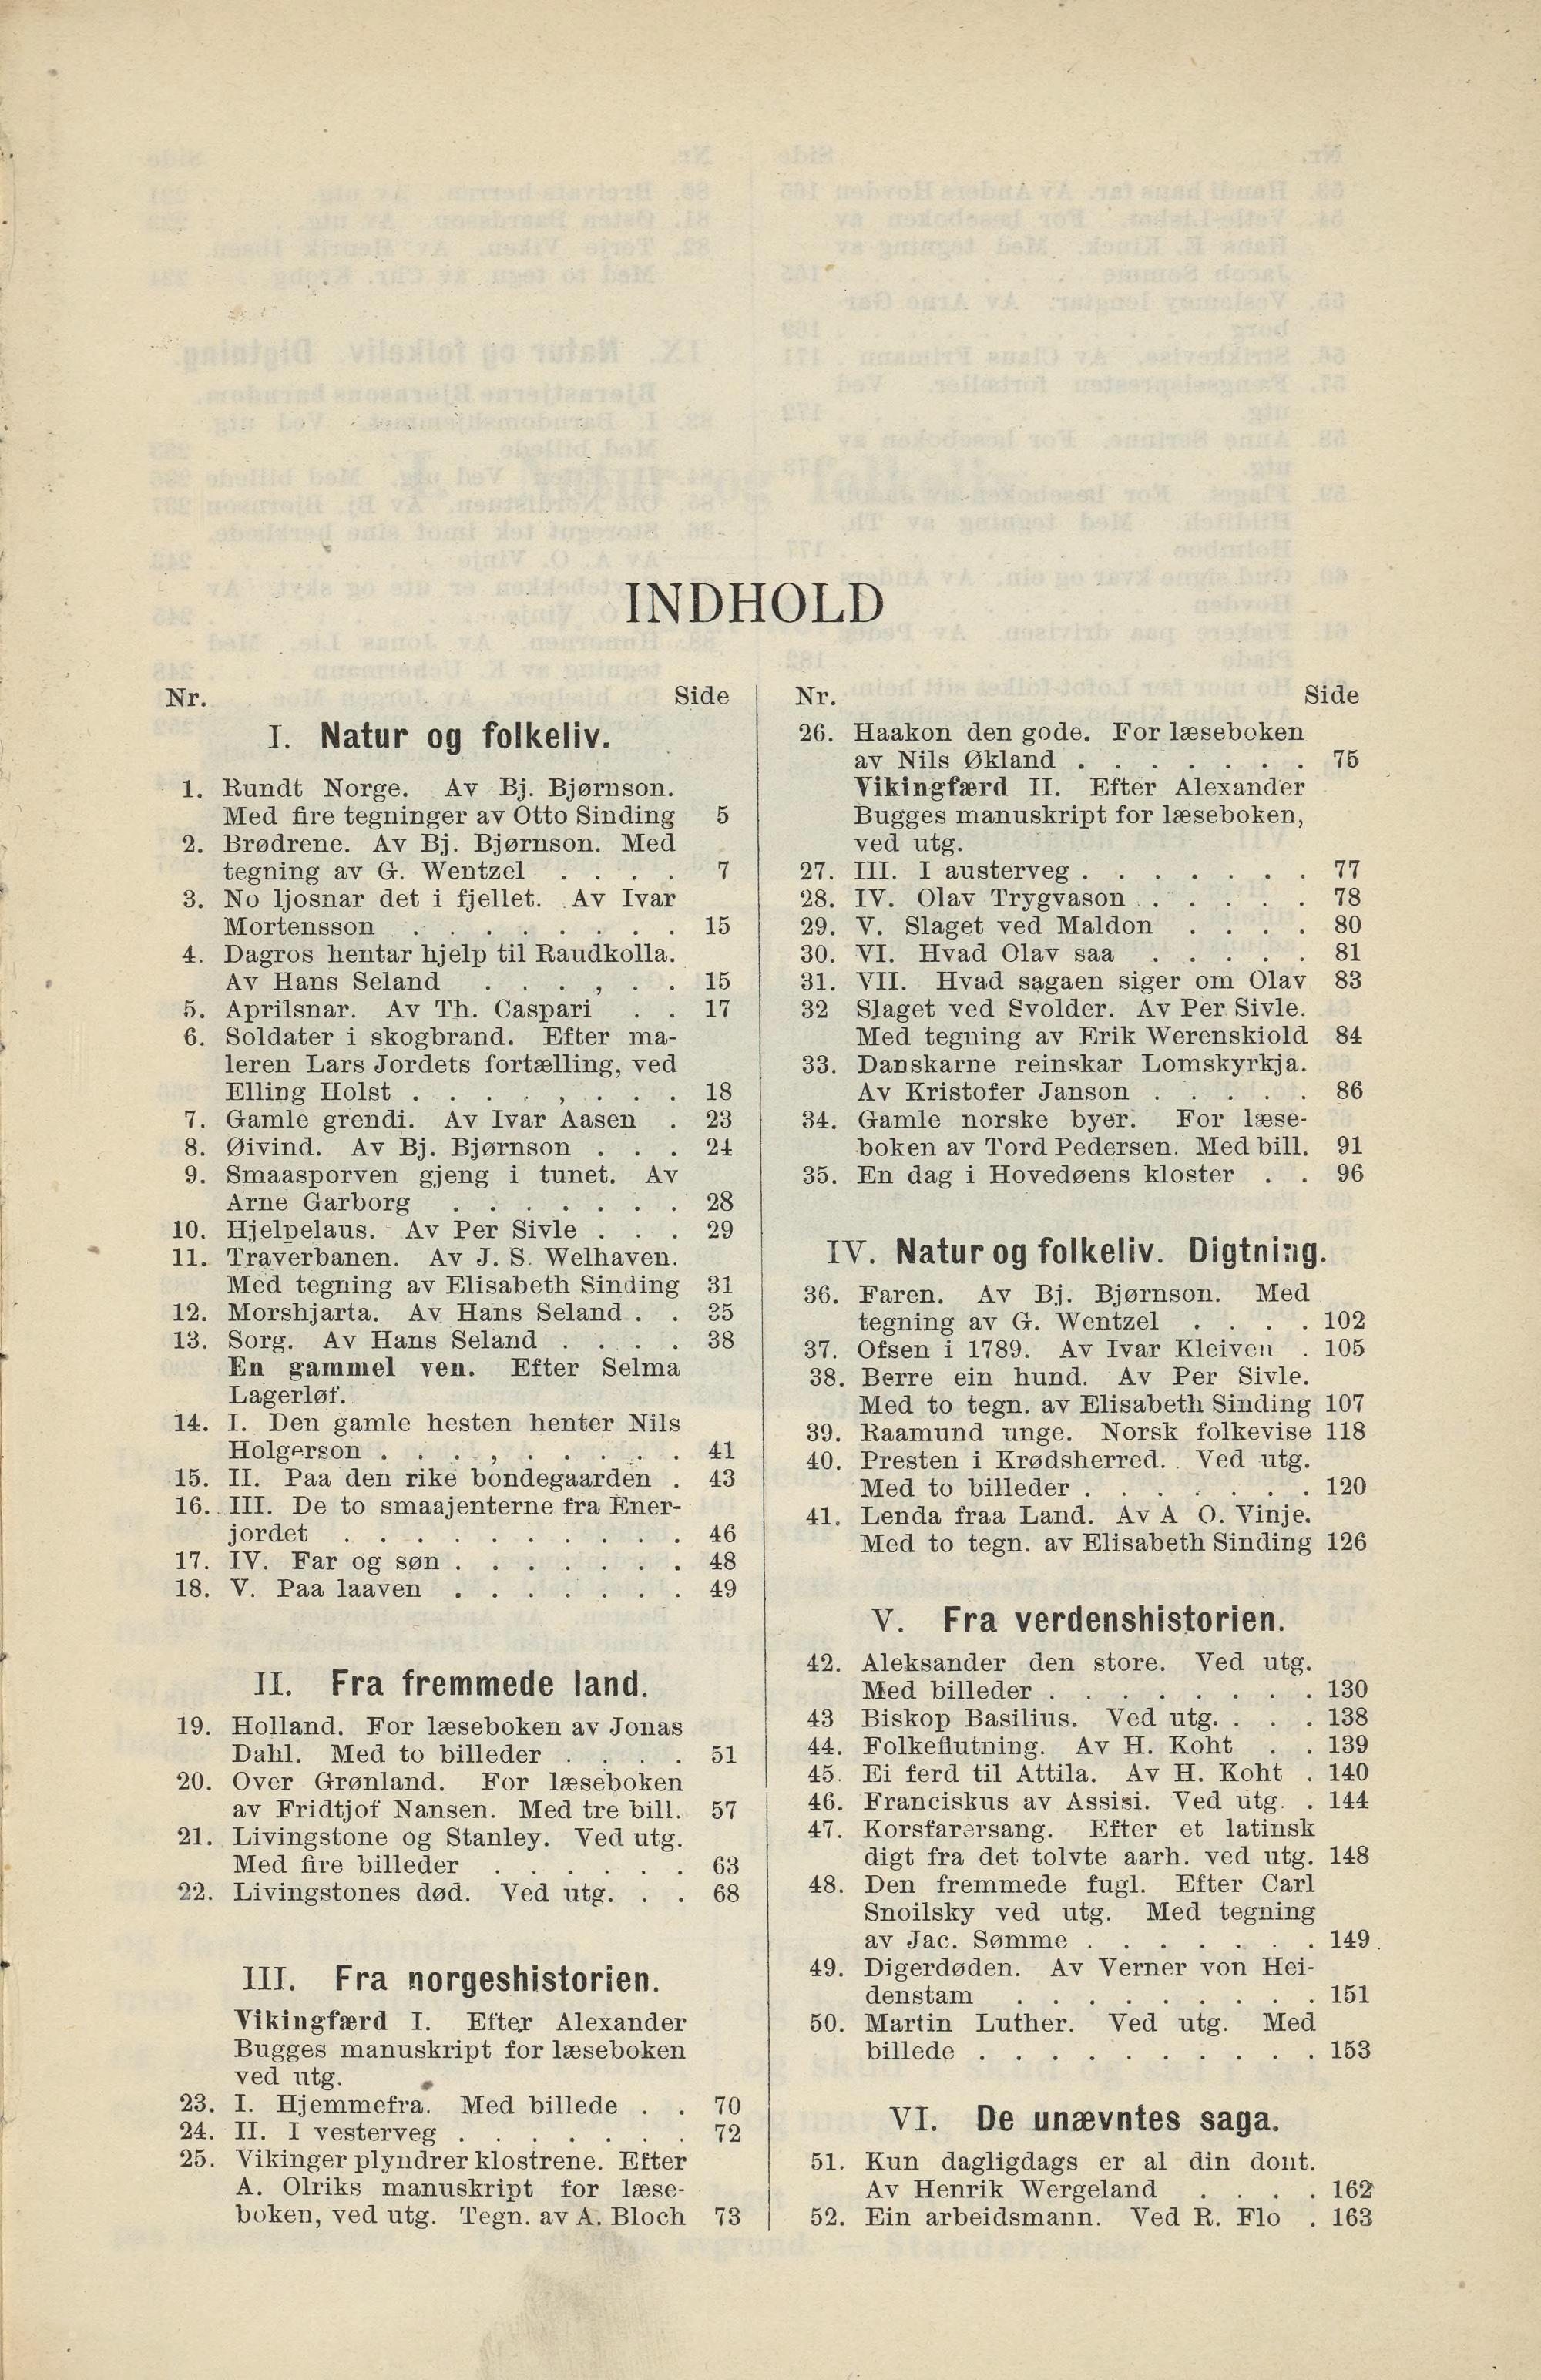 INDHOLD
Nr. Side
I. Natur og folkeliv.
1. Rundt Norge. Av Bj. Bjørnson.
Med fire tegninger av Otto Sinding 5
2. Brødrene. Av Bj. Bjørnson. Med
tegning av G. Wentzel . . . . 7
3. No ljosnar det i fjellet. Av Ivar
Mortensson . . . . . . . . 15
4. Dagros hentar hjelp til Raudkolla.
Av Hans Seland . . . , . . 15
5. Aprilsnar. Av Th. Caspari . . 17
6. Soldater i skogbrand. Efter ma-
leren Lars Jordets fortælling, ved
Elling Holst . . . . , . . . 18
7. Gamle grendi. Av Ivar Aasen . 23
8. Øivind. Av Bj. Bjørnson . . . 24
9. Smaasporven gjeng i tunet. Av
Arne Garborg . . . . . . . 28
10. Hjelpelaus. Av Per Sivle . . . 29
11. Traverbanen. Av J. S. Welhaven.
Med tegning av Elisabeth Sinding 31
12. Morshjarta. Av Hans Seland . . 35
13. Sorg. Av Hans Seland . . . . 38
En gammel ven. Efter Selma
Lagerløf.
14. I. Den gamle hesten henter Nils
Holgerson . . . , . . . . . 41
15. II. Paa den rike bondegaarden . 43
16. III. De to smaajenterne fra Ener-
jordet . . . . . . . . . . 46
17. IV. Far og søn . . . . . . . 48
18. V. Paa laaven . . . . . . . 49
II. Fra fremmede land.
19. Holland. For læseboken av Jonas
Dahl. Med to billeder . . . . 51
20. Over Grønland. For læseboken
av Fridtjof Nansen. Med tre bill. 57
21. Livingstone og Stanley. Ved utg.
Med fire billeder . . . . . . 63
22. Livingstones død. Ved utg. . . 68
III. Fra norgeshistorien.
Vikingfærd I. Efter Alexander
Bugges manuskript for læseboken
ved utg.
23. I. Hjemmefra. Med billede . . 70
24. II. I vesterveg . . . . . . . 72
25. Vikinger plyndrer klostrene. Efter
A. Olriks manuskript for læse-
boken, ved utg. Tegn. av A. Bloch 73
Nr. Side
26. Haakon den gode. For læseboken
av Nils Økland . . . . . . . 75
Vikingfærd II. Efter Alexander
Bugges manuskript for læseboken,
ved utg.
27. III. I austerveg . . . . . . . 77
28. IV. Olav Trygvason . . . . . 78
29. V. Slaget ved Maldon . . . . 80
30. VI. Hvad Olav saa . . . . . 81
31. VII. Hvad sagaen siger om Olav 83
32 Slaget ved Svolder. Av Per Sivle.
Med tegning av Erik Werenskiold 84
33. Danskarne reinskar Lomskyrkja.
Av Kristofer Janson . . . . . 86
34. Gamle norske byer. For læse-
boken av Tord Pedersen. Med bill. 91
35. En dag i Hovedøens kloster . . 96
IV. Natur og folkeliv. Digtning.
36. Faren. Av Bj. Bjørnson. Med
tegning av G. Wentzel . . . . 102
37. Ofsen i 1789. Av Ivar Kleiven . 105
38. Berre ein hund. Av Per Sivle.
Med to tegn. av Elisabeth Sinding 107
39. Raamund unge. Norsk folkevise 118
40. Presten i Krødsherred. Ved utg.
Med to billeder . . . . . . . 120
41. Lenda fraa Land. Av A O. Vinje.
Med to tegn. av Elisabeth Sinding 126
V. Fra verdenshistorien.
42. Aleksander den store. Ved utg.
Med billeder . . . . . . . . 130
43 Biskop Basilius. Ved utg. . . . 138
44. Folkeflutning. Av H. Koht . . 139
45. Ei ferd til Attila. Av H. Koht . 140
46. Franciskus av Assisi. Ved utg. . 144
47. Korsfarersang. Efter et latinsk
digt fra det tolvte aarh. ved utg. 148
48. Den fremmede fugl. Efter Carl
Snoilsky ved utg. Med tegning
av Jac. Sømme . . . . . . . 149
49. Digerdøden. Av Verner von Hei-
denstam . . . . . . . . . 151
50. Martin Luther. Ved utg. Med
billede . . . . . . . . . . 153
VI. De unævntes saga.
51. Kun dagligdags er al din dont.
Av Henrik Wergeland . . . . 162
52. Ein arbeidsmann. Ved R. Flo . 163